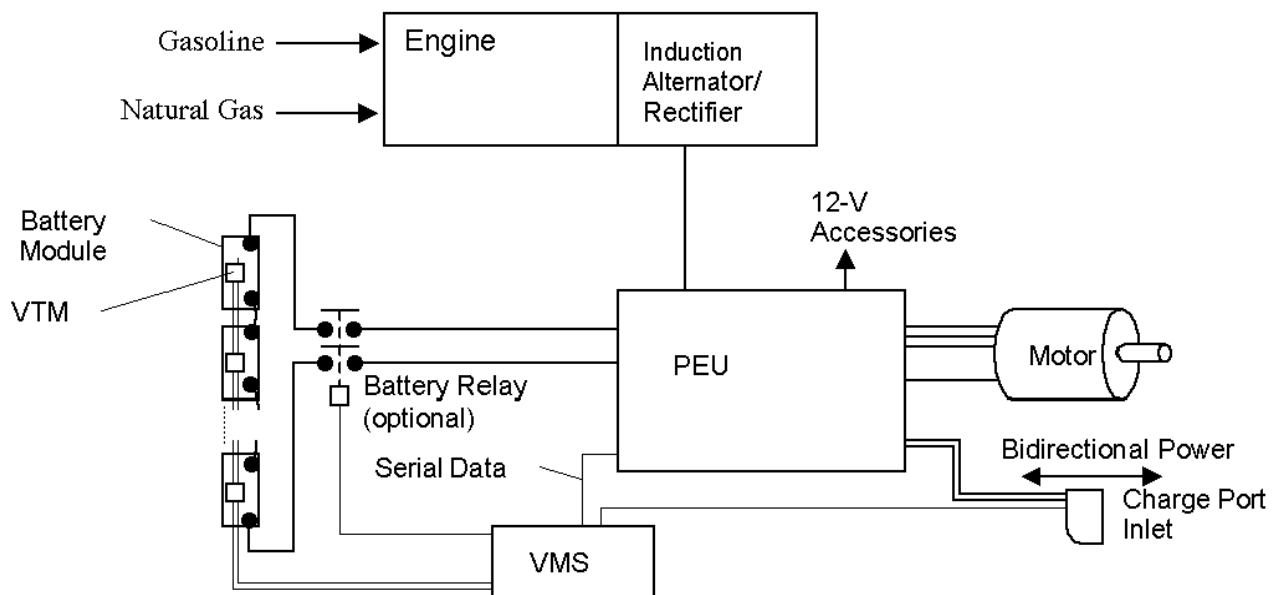 Gasoline
Natural Gas
Engine
Induction
Alternator/
Rectifier
Battery
Module
VTM
12-V
Accessories
PEU
Motor
Battery Relay
(optional)
Serial Data
Bidirectional Power
Charge Port
Inlet
VMS